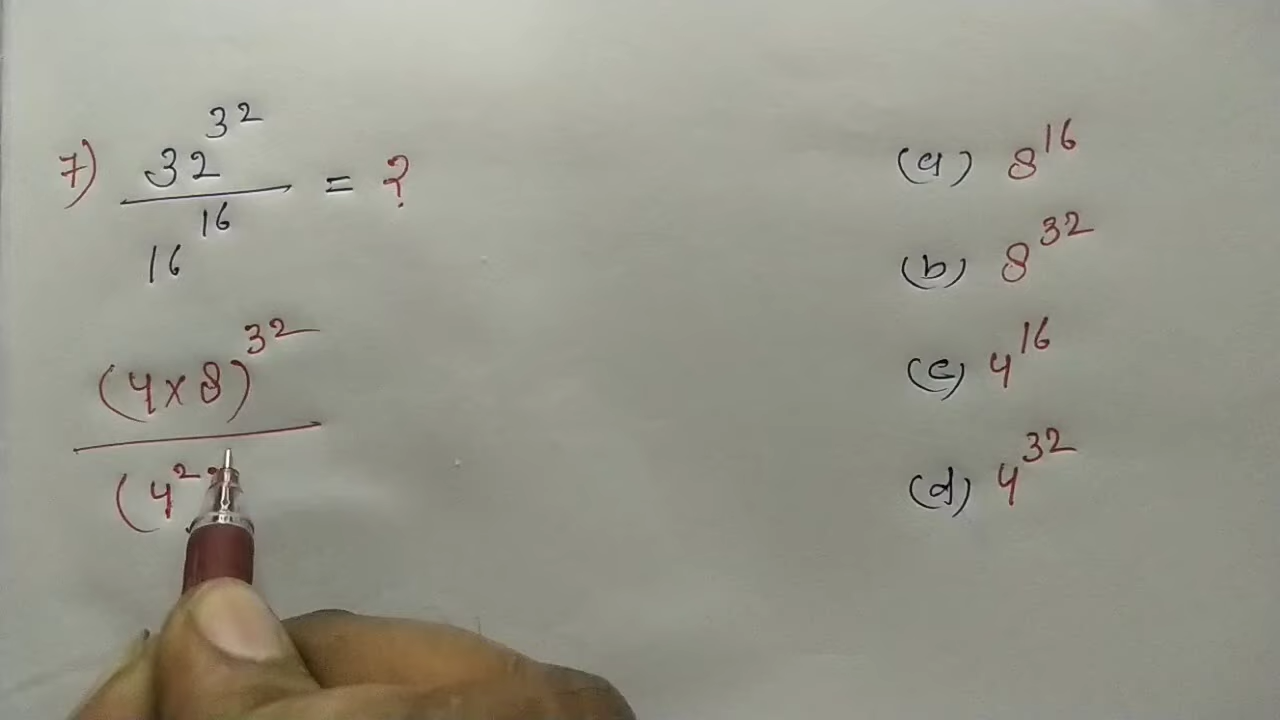 7) 32^32 / 16^16 = ?
(4 × 8)^32
(4^2
(a) 8^16
(b) 8^32
(c) 4^16
(d) 4^32